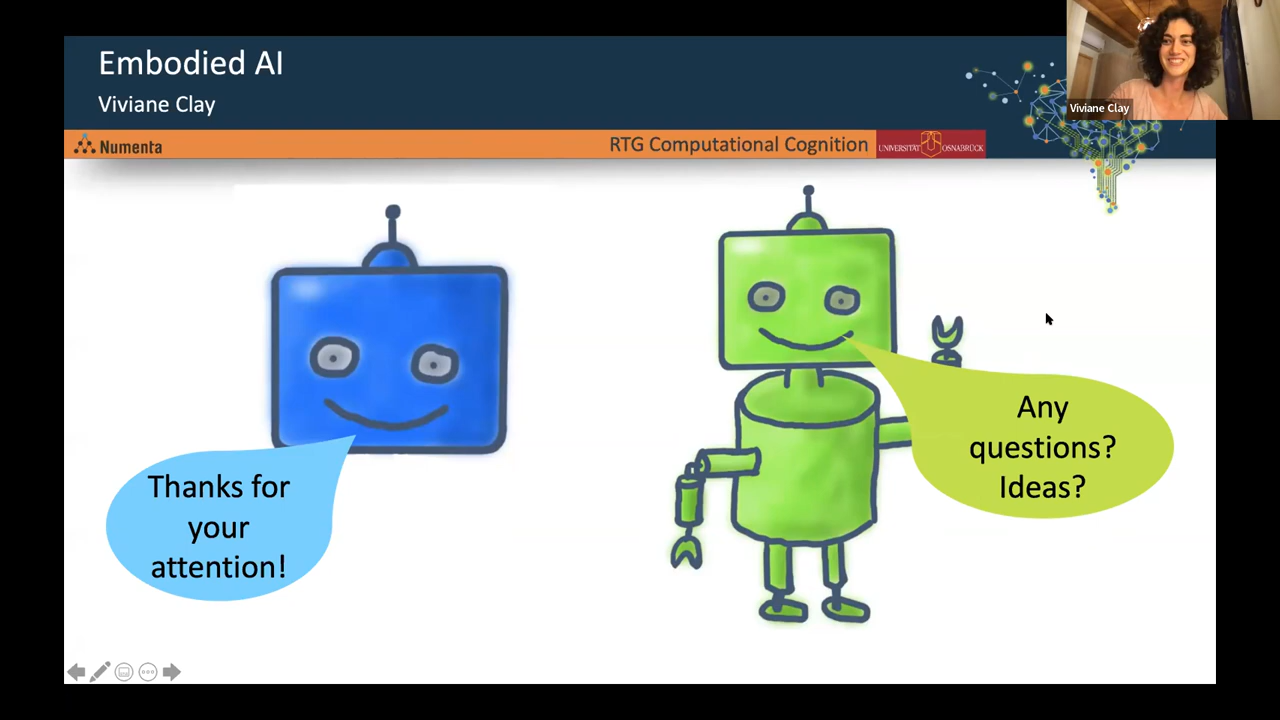 Embodied AI
Viviane Clay
Viviane Clay
Numenta
RTG Computational Cognition
UNIVERSITÄT OSNABRÜCK
Thanks for
your
attention!
Any
questions?
Ideas?